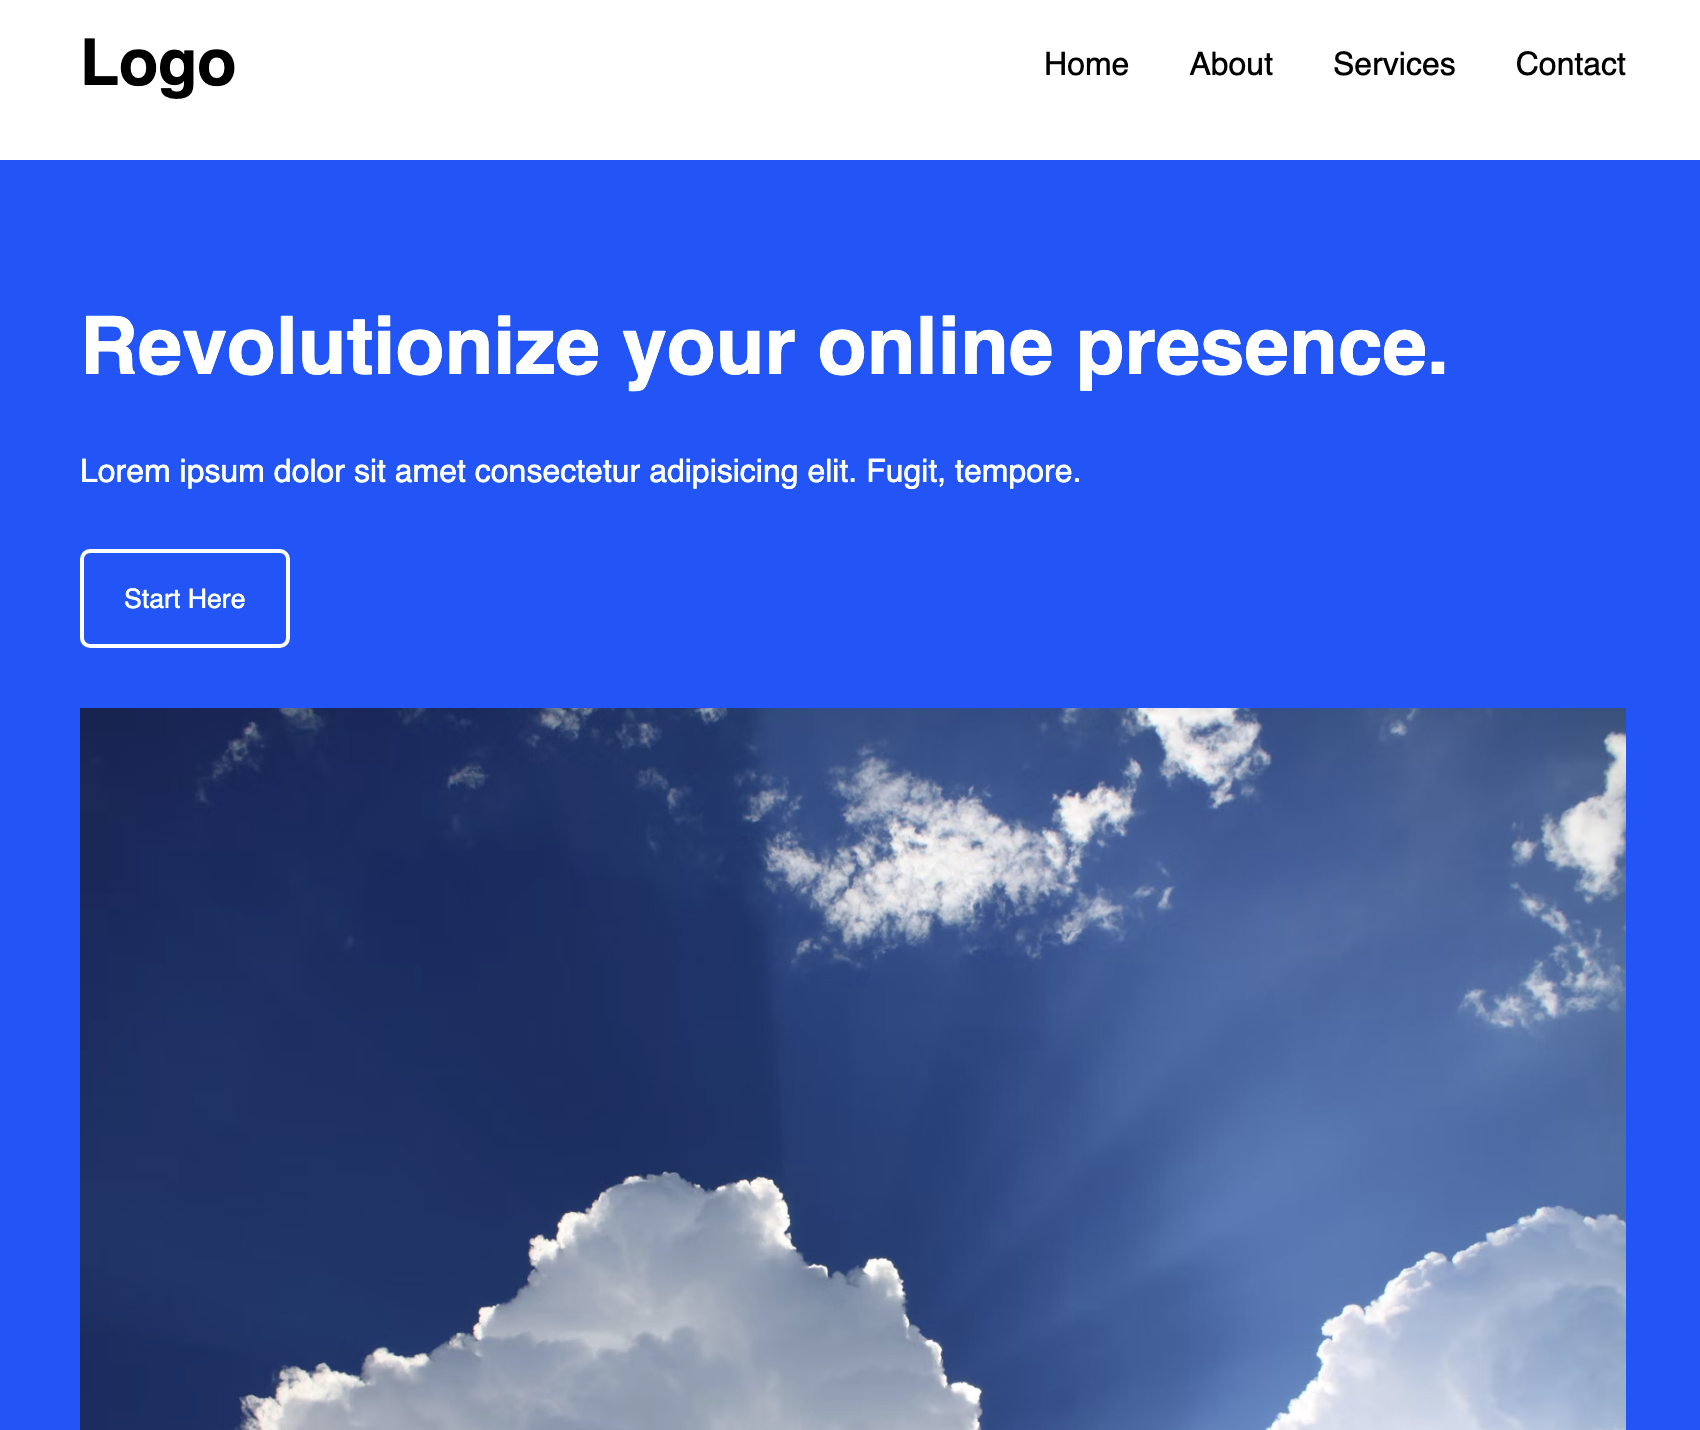 Logo
Home About Services Contact
Revolutionize your online presence.
Lorem ipsum dolor sit amet consectetur adipisicing elit. Fugit, tempore.
Start Here